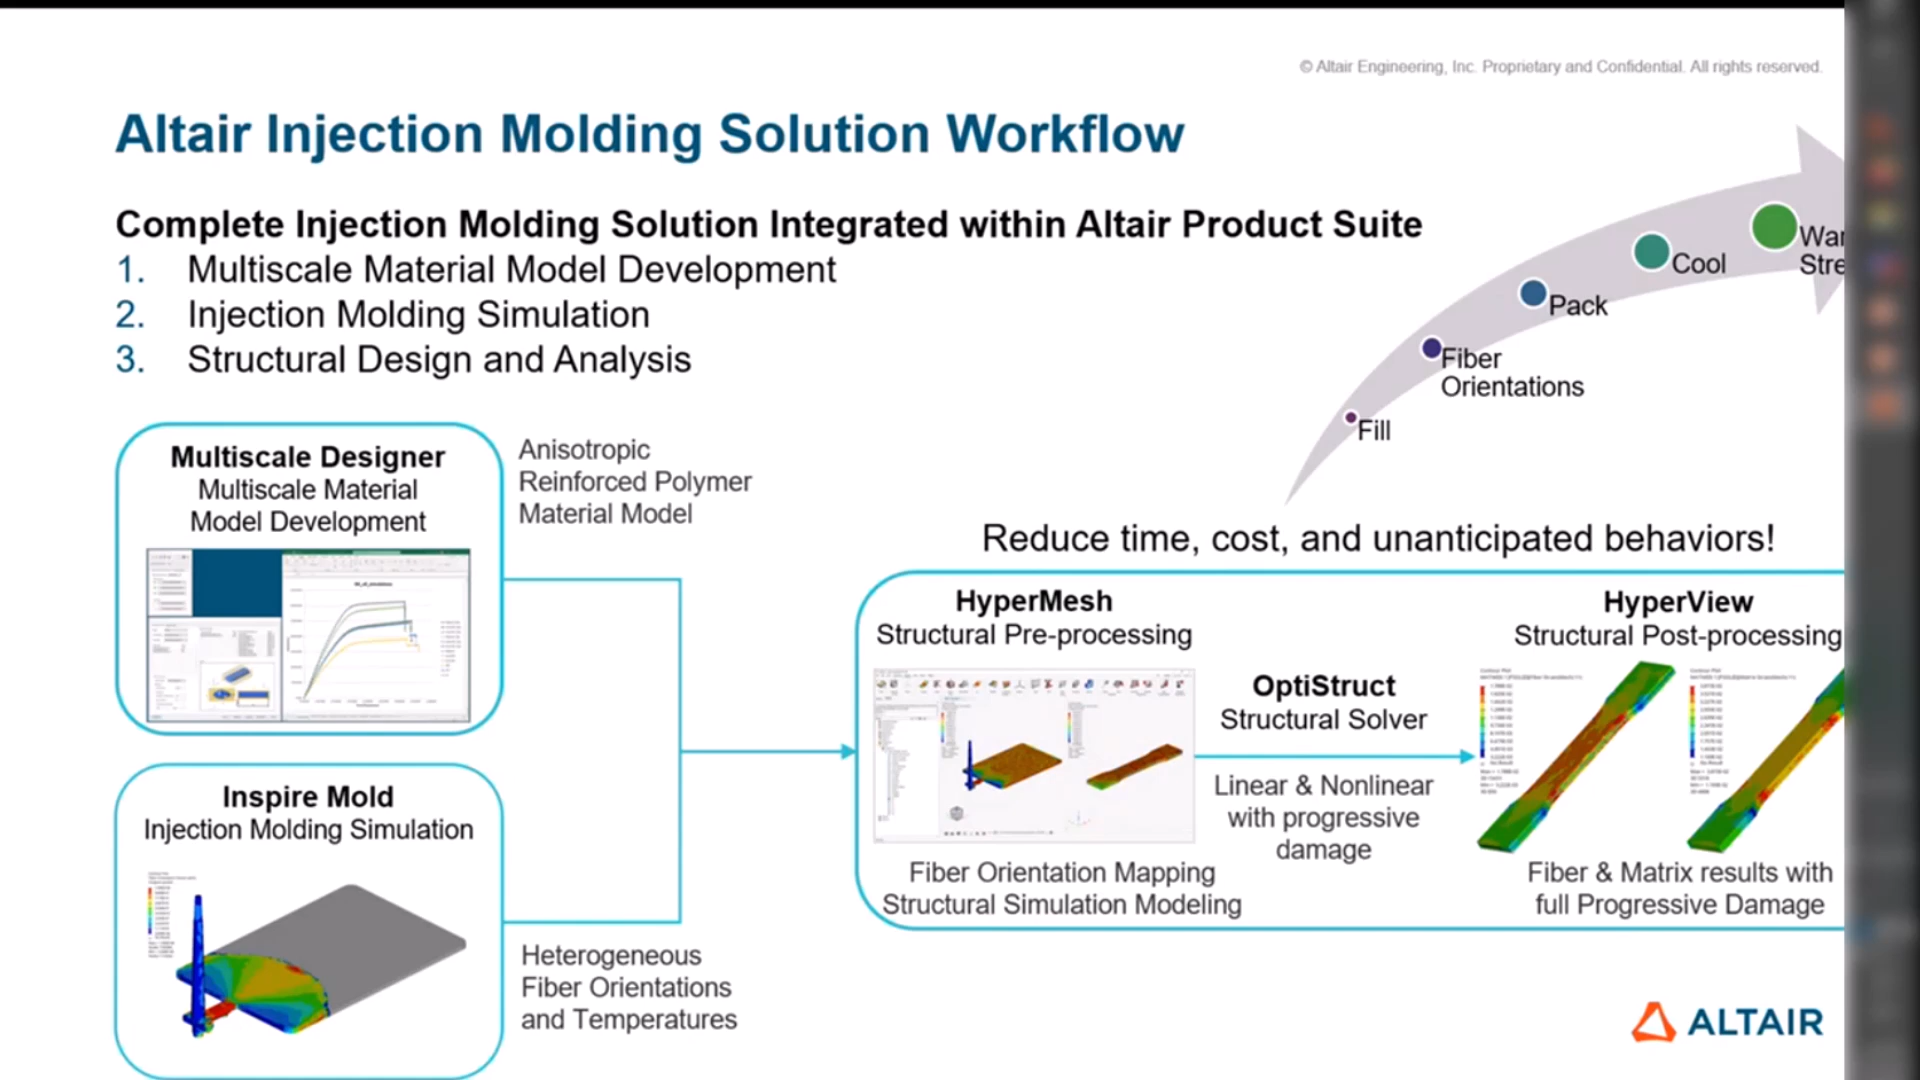 © Altair Engineering, Inc. Proprietary and Confidential. All rights reserved.
Altair Injection Molding Solution Workflow
Complete Injection Molding Solution Integrated within Altair Product Suite
1. Multiscale Material Model Development
2. Injection Molding Simulation
3. Structural Design and Analysis
Cool
Pack
Fiber
Orientations
Fill
Multiscale Designer
Multiscale Material
Model Development
Anisotropic
Reinforced Polymer
Material Model
Reduce time, cost, and unanticipated behaviors!
HyperMesh
Structural Pre-processing
OptiStruct
Structural Solver
Linear & Nonlinear
with progressive
damage
HyperView
Structural Post-processing
Fiber Orientation Mapping
Structural Simulation Modeling
Fiber & Matrix results with
full Progressive Damage
Inspire Mold
Injection Molding Simulation
Heterogeneous
Fiber Orientations
and Temperatures
ALTAIR